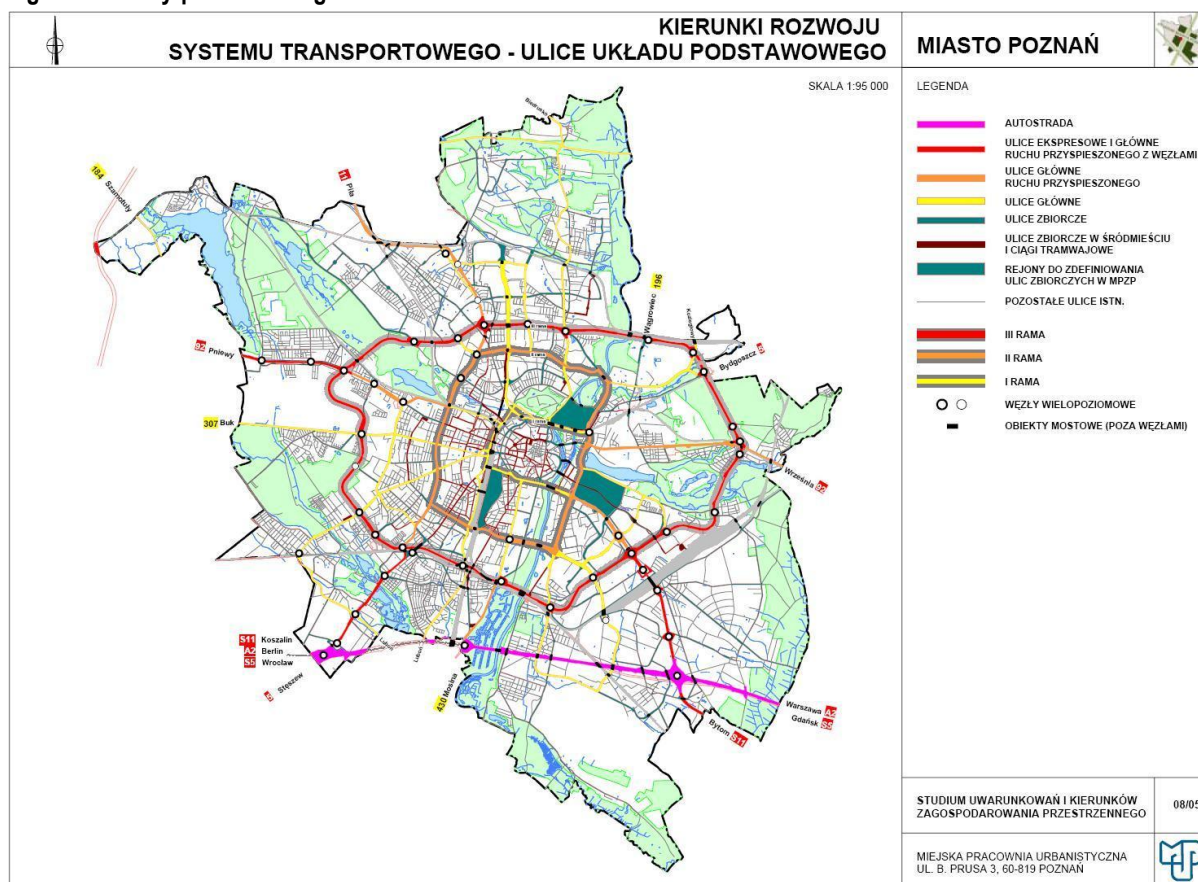 KIERUNKI ROZWOJU
SYSTEMU TRANSPORTOWEGO - ULICE UKŁADU PODSTAWOWEGO
MIASTO POZNAŃ
SKALA 1:95 000
LEGENDA
AUTOSTRADA
ULICE EKSPRESOWE I GŁÓWNE
RUCHU PRZYSPIESZONEGO Z WĘZŁAMI
ULICE GŁÓWNE
RUCHU PRZYSPIESZONEGO
ULICE GŁÓWNE
ULICE ZBIORCZE
ULICE ZBIORCZE W ŚRÓDMIEŚCIU
I CIĄGI TRAMWAJOWE
REJONY DO ZDEFINIOWANIA
ULIC ZBIORCZYCH W MPZP
POZOSTAŁE ULICE ISTN.
III RAMA
II RAMA
I RAMA
WĘZŁY WIELOPOZIOMOWE
OBIEKTY MOSTOWE (POZA WĘZŁAMI)
184 Szamotuły
11 Piła
196
Wągrowiec
Bydgoszcz
92 Pniewy
307 Buk
Września 92
S11 Koszalin
A2 Berlin
S5 Wrocław
Stęszew
Luboń
Luboń
430 Mosina
Warszawa A2
Gdańsk S5
Bytom S11
STUDIUM UWARUNKOWAŃ I KIERUNKÓW
ZAGOSPODAROWANIA PRZESTRZENNEGO
08/05
MIEJSKA PRACOWNIA URBANISTYCZNA
UL. B. PRUSA 3, 60-819 POZNAŃ